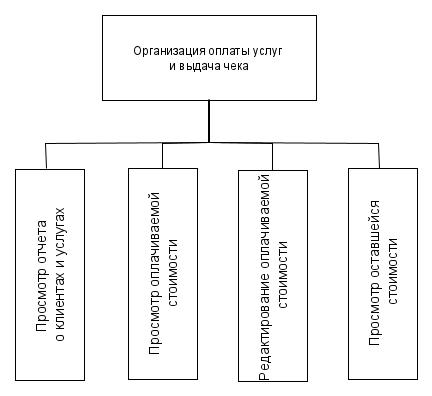 Организация оплаты услуг
и выдача чека
Просмотр отчета
о клиентах и услугах
Просмотр оплачиваемой
стоимости
Редактирование оплачиваемой
стоимости
Просмотр оставшейся
стоимости